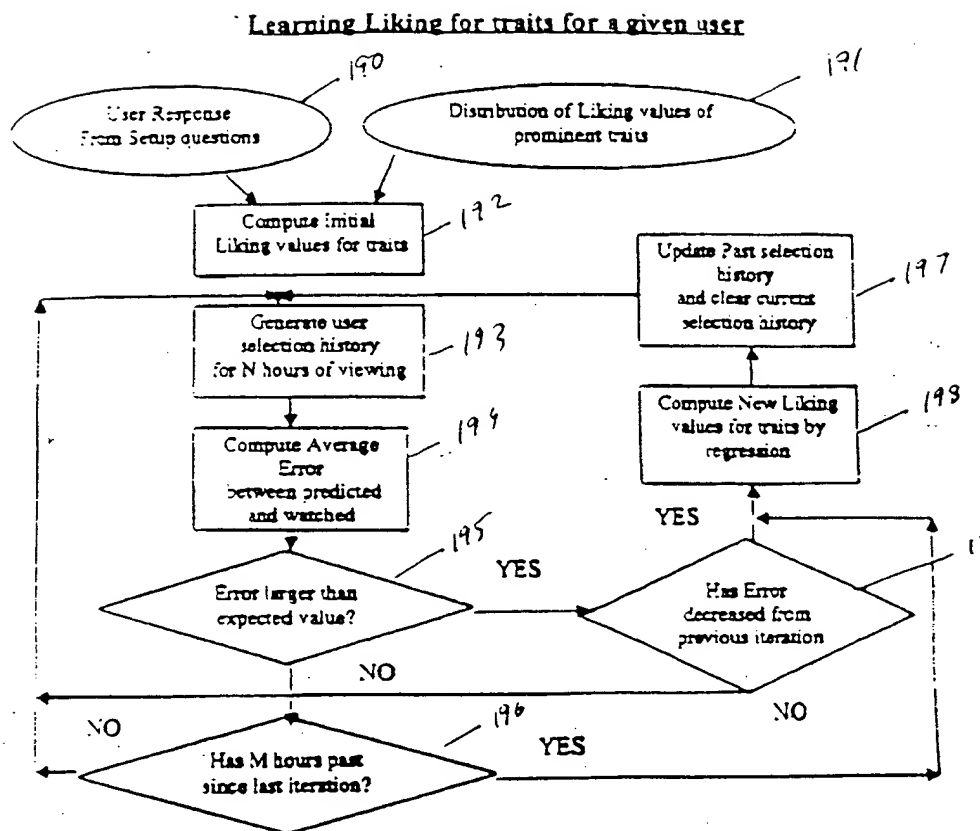 Learning Liking for traits for a given user
190
191
User Response
From Setup questions
Distribution of Liking values of
prominent traits
192
Compute Initial
Liking values for traits
Update Past selection
history
and clear current
selection history
197
Generate user
selection history
for N hours of viewing
193
Compute New Liking
values for traits by
regression
198
Compute Average
Error
between predicted
and watched
194
YES
195
Error larger than
expected value?
YES
Has Error
decreased from
previous iteration
NO
NO
NO
196
Has M hours past
since last iteration?
YES